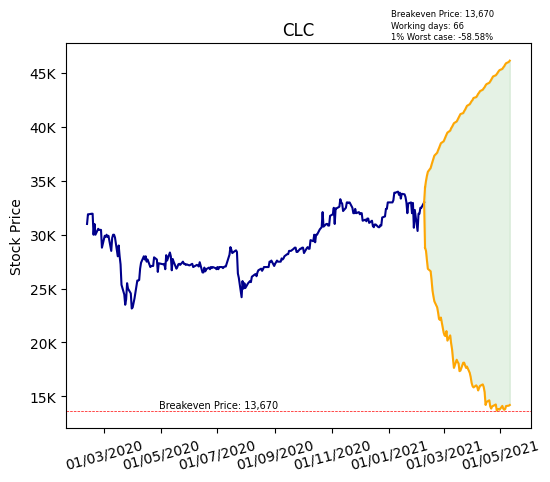 Breakeven Price: 13,670
Working days: 66
1% Worst case: -58.58%
CLC
Stock Price
45K
40K
35K
30K
25K
20K
15K
Breakeven Price: 13,670
01/03/2020 01/05/2020 01/07/2020 01/09/2020 01/11/2020 01/01/2021 01/03/2021 01/05/2021